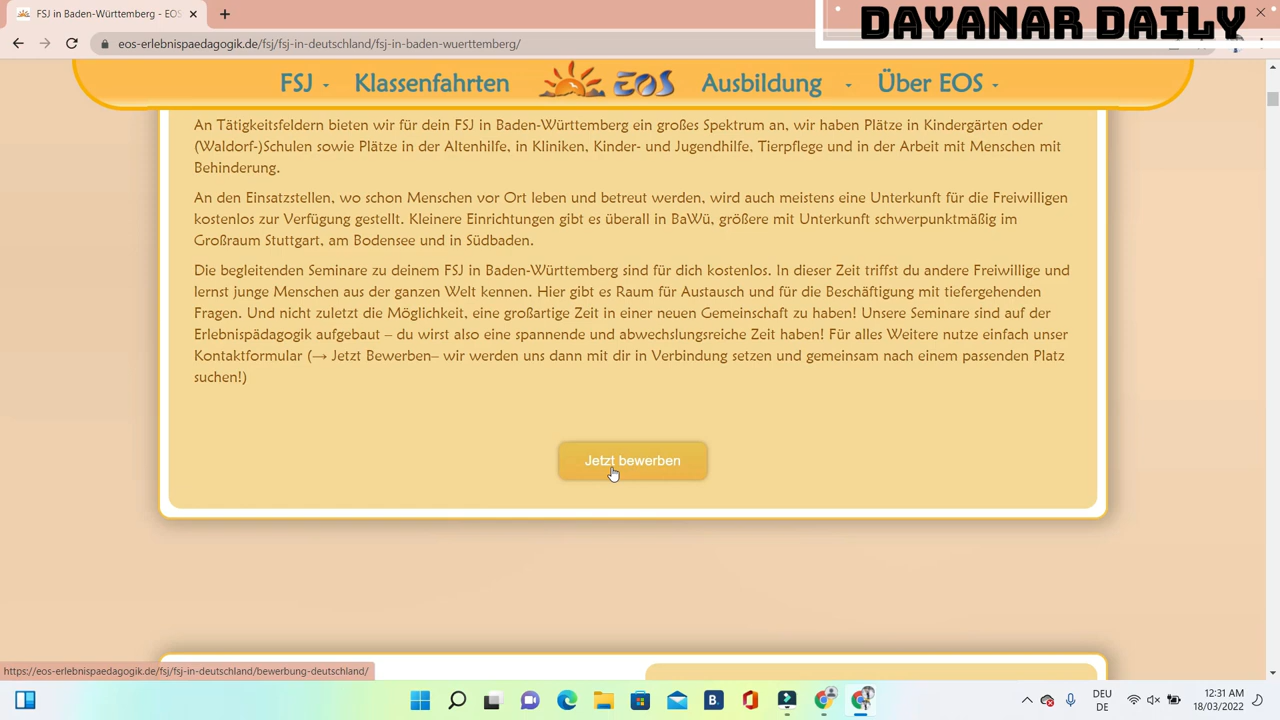 FSJ in Baden-Württemberg - EOS
DAYANAR DAILY
eos-erlebnispaedagogik.de/fsj/fsj-in-deutschland/fsj-in-baden-wuerttemberg/
FSJ Klassenfahrten EOS Ausbildung Über EOS
An Tätigkeitsfeldern bieten wir für dein FSJ in Baden-Württemberg ein großes Spektrum an, wir haben Plätze in Kindergärten oder
(Waldorf-)Schulen sowie Plätze in der Altenhilfe, in Kliniken, Kinder- und Jugendhilfe, Tierpflege und in der Arbeit mit Menschen mit
Behinderung.
An den Einsatzstellen, wo schon Menschen vor Ort leben und betreut werden, wird auch meistens eine Unterkunft für die Freiwilligen
kostenlos zur Verfügung gestellt. Kleinere Einrichtungen gibt es überall in BaWü, größere mit Unterkunft schwerpunktmäßig im
Großraum Stuttgart, am Bodensee und in Südbaden.
Die begleitenden Seminare zu deinem FSJ in Baden-Württemberg sind für dich kostenlos. In dieser Zeit triffst du andere Freiwillige und
lernst junge Menschen aus der ganzen Welt kennen. Hier gibt es Raum für Austausch und für die Beschäftigung mit tiefergehenden
Fragen. Und nicht zuletzt die Möglichkeit, eine großartige Zeit in einer neuen Gemeinschaft zu haben! Unsere Seminare sind auf der
Erlebnispädagogik aufgebaut – du wirst also eine spannende und abwechslungsreiche Zeit haben! Für alles Weitere nutze einfach unser
Kontaktformular (→ Jetzt Bewerben– wir werden uns dann mit dir in Verbindung setzen und gemeinsam nach einem passenden Platz
suchen!)
Jetzt bewerben
https://eos-erlebnispaedagogik.de/fsj/fsj-in-deutschland/bewerbung-deutschland/
B.
DEU
DE
12:31 AM
18/03/2022